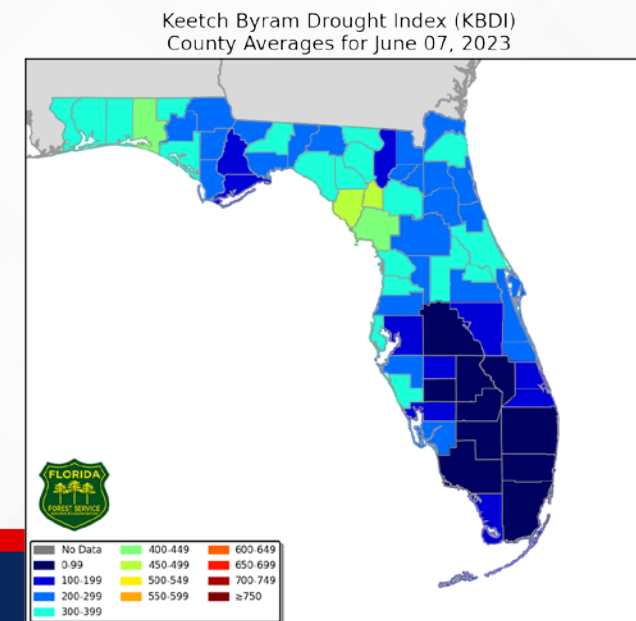 Keetch Byram Drought Index (KBDI)
County Averages for June 07, 2023
FLORIDA
FOREST SERVICE
No Data
0-99
100-199
200-299
300-399
400-449
450-499
500-549
550-599
600-649
650-699
700-749
≥750